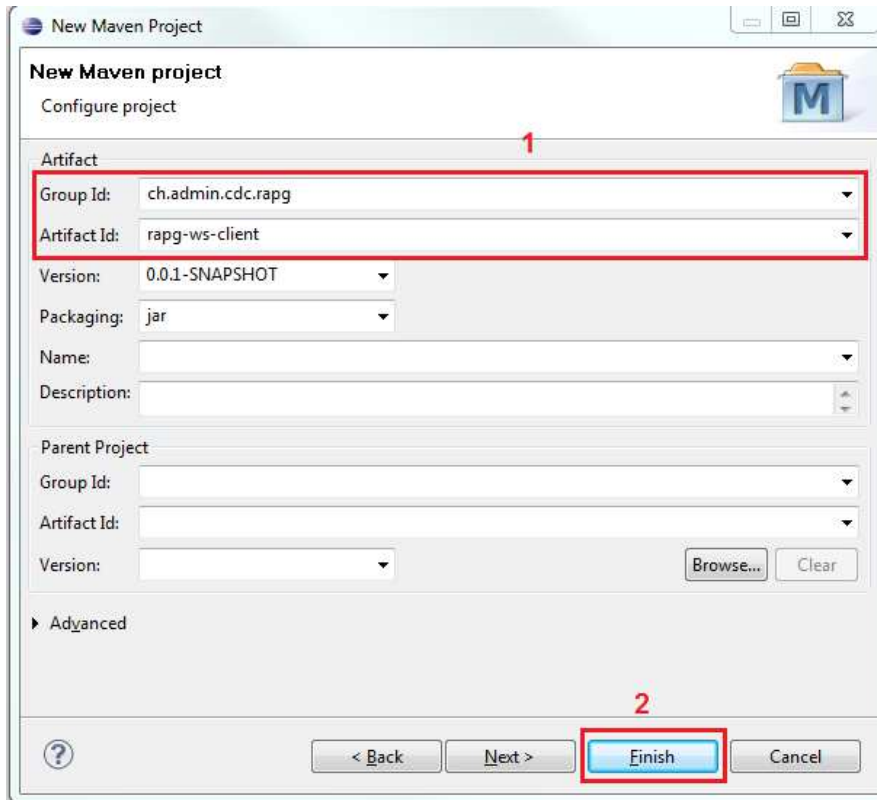 New Maven Project
New Maven project
Configure project
1
Artifact
Group Id: ch.admin.cdc.rapg
Artifact Id: rapg-ws-client
Version: 0.0.1-SNAPSHOT
Packaging: jar
Name:
Description:
Parent Project
Group Id:
Artifact Id:
Version: Browse... Clear
Advanced
2
? < Back Next > Finish Cancel